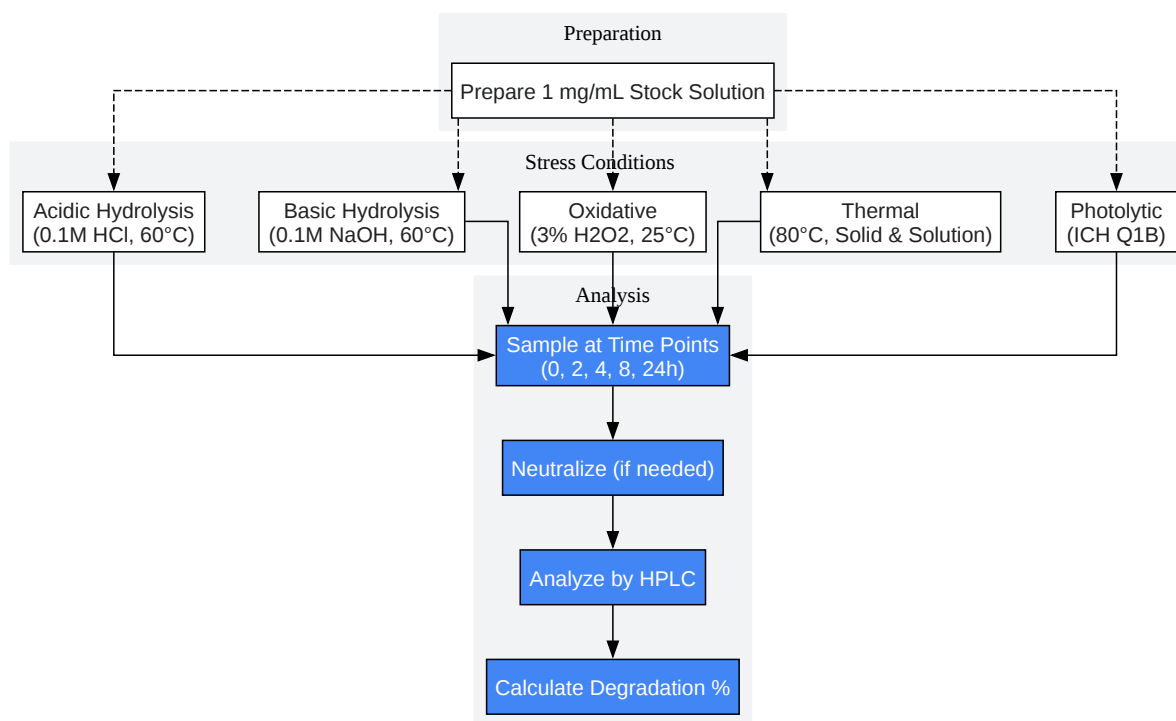 Preparation
Prepare 1 mg/mL Stock Solution
Stress Conditions
Acidic Hydrolysis
(0.1M HCl, 60°C)
Basic Hydrolysis
(0.1M NaOH, 60°C)
Oxidative
(3% H2O2, 25°C)
Thermal
(80°C, Solid & Solution)
Photolytic
(ICH Q1B)
Analysis
Sample at Time Points
(0, 2, 4, 8, 24h)
Neutralize (if needed)
Analyze by HPLC
Calculate Degradation %